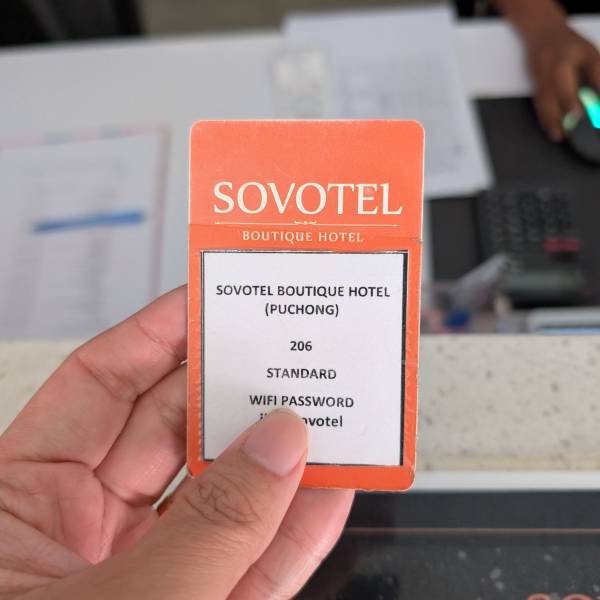 SOVOTEL
BOUTIQUE HOTEL
SOVOTEL BOUTIQUE HOTEL
(PUCHONG)
206
STANDARD
WIFI PASSWORD